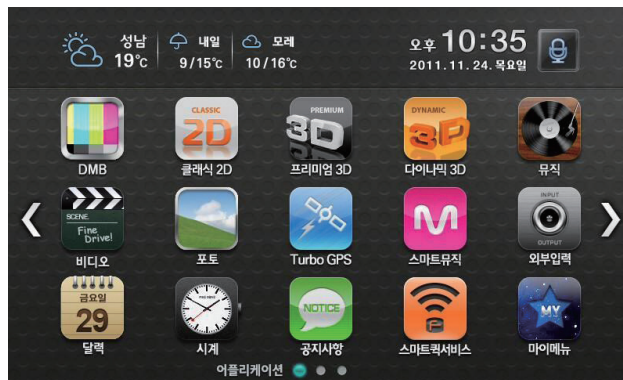 성남
19℃
내일
9/15℃
모레
10/16℃
오후 10:35
2011.11.24.목요일
CLASSIC
2D
PREMIUM
3D
DYNAMIC
3D
DMB
클래식 2D
프리미엄 3D
다이나믹 3D
뮤직
SCENE
Fine
Drive!
M
INPUT
OUTPUT
비디오
포토
Turbo GPS
스마트뮤직
외부입력
금요일
29
NOTICE
MY
달력
시계
공지사항
스마트퀵서비스
마이메뉴
어플리케이션